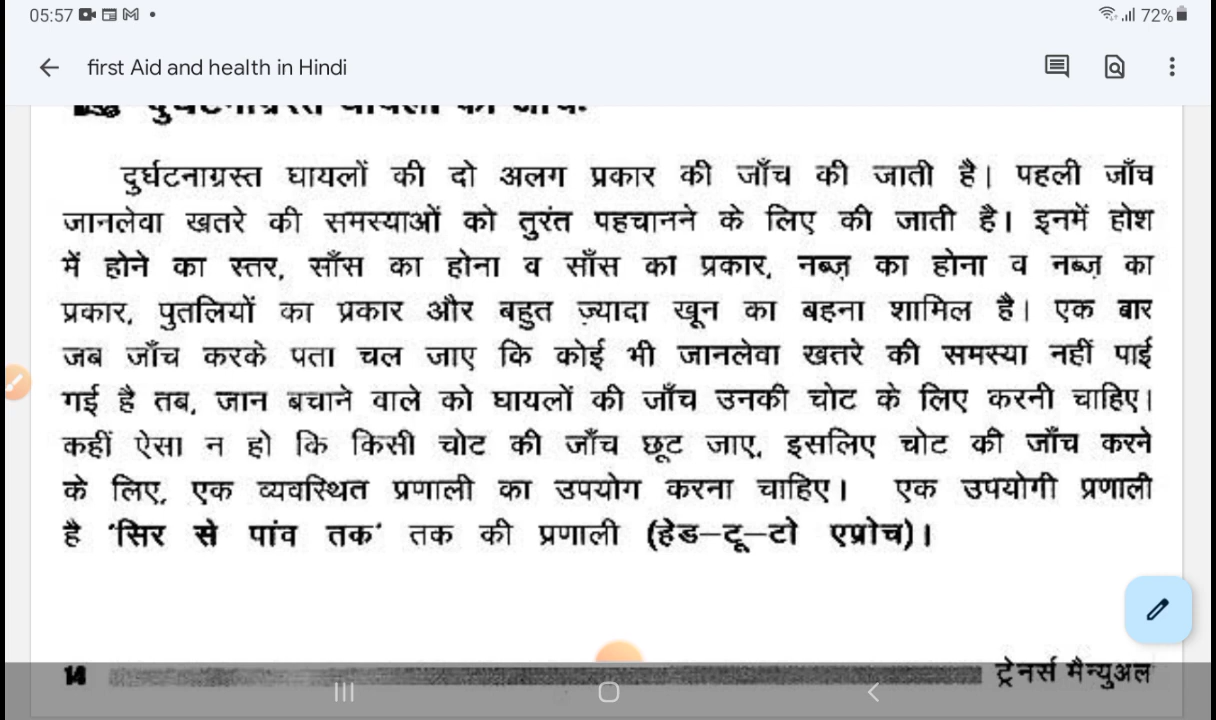 05:57
72%
first Aid and health in Hindi
दुर्घटनाग्रस्त घायलों की जाँच:
दुर्घटनाग्रस्त घायलों की दो अलग प्रकार की जाँच की जाती है। पहली जाँच
जानलेवा खतरे की समस्याओं को तुरंत पहचानने के लिए की जाती है। इनमें होश
में होने का स्तर, साँस का होना व साँस का प्रकार, नब्ज़ का होना व नब्ज़ का
प्रकार, पुतलियों का प्रकार और बहुत ज़्यादा खून का बहना शामिल है। एक बार
जब जाँच करके पता चल जाए कि कोई भी जानलेवा खतरे की समस्या नहीं पाई
गई है तब, जान बचाने वाले को घायलों की जाँच उनकी चोट के लिए करनी चाहिए।
कहीं ऐसा न हो कि किसी चोट की जाँच छूट जाए, इसलिए चोट की जाँच करने
के लिए, एक व्यवस्थित प्रणाली का उपयोग करना चाहिए। एक उपयोगी प्रणाली
है 'सिर से पांव तक' तक की प्रणाली (हेड–टू–टो एप्रोच)।
14
ट्रेनर्स मैन्युअल